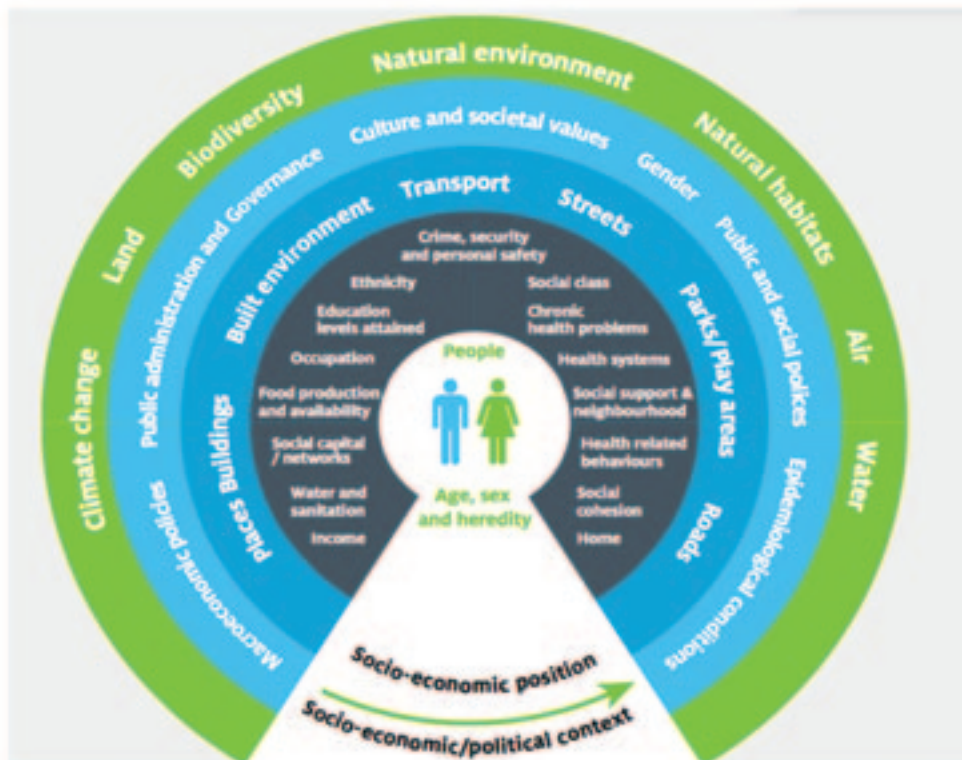 Natural environment
Biodiversity
Natural habitats
Land
Air
Climate change
Water
Culture and societal values
Public administration and Governance
Gender
Public and social polices
Macroeconomic policies
Epidemiological conditions
Transport
Built environment
Streets
Parks/Play areas
Places Buildings
Roads
Crime, security
and personal safety
Ethnicity
Social class
Education
levels attained
Chronic
health problems
Occupation
Health systems
Food production
and availability
Social support &
neighbourhood
Social capital
/ networks
Health related
behaviours
Water and
sanitation
Social
cohesion
Income
Home
People
Age, sex
and heredity
Socio-economic position
Socio-economic/political context